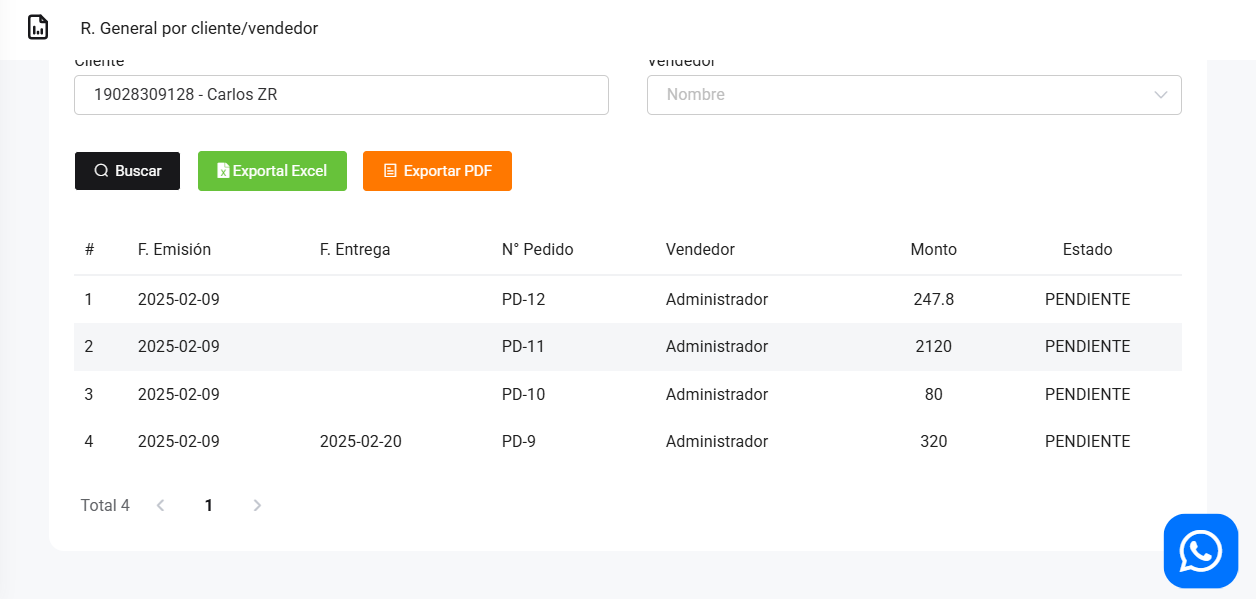 R. General por cliente/vendedor
Cliente Vendedor
19028309128 - Carlos ZR Nombre
Buscar Exportal Excel Exportar PDF
# F. Emisión F. Entrega N° Pedido Vendedor Monto Estado
1 2025-02-09 PD-12 Administrador 247.8 PENDIENTE
2 2025-02-09 PD-11 Administrador 2120 PENDIENTE
3 2025-02-09 PD-10 Administrador 80 PENDIENTE
4 2025-02-09 2025-02-20 PD-9 Administrador 320 PENDIENTE
Total 4 1